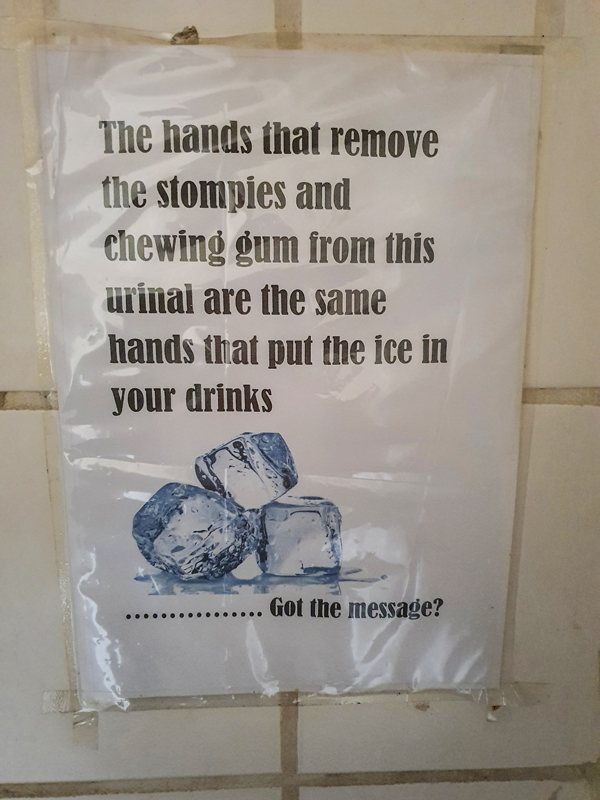 The hands that remove
the stompies and
chewing gum from this
urinal are the same
hands that put the ice in
your drinks
................ Got the message?